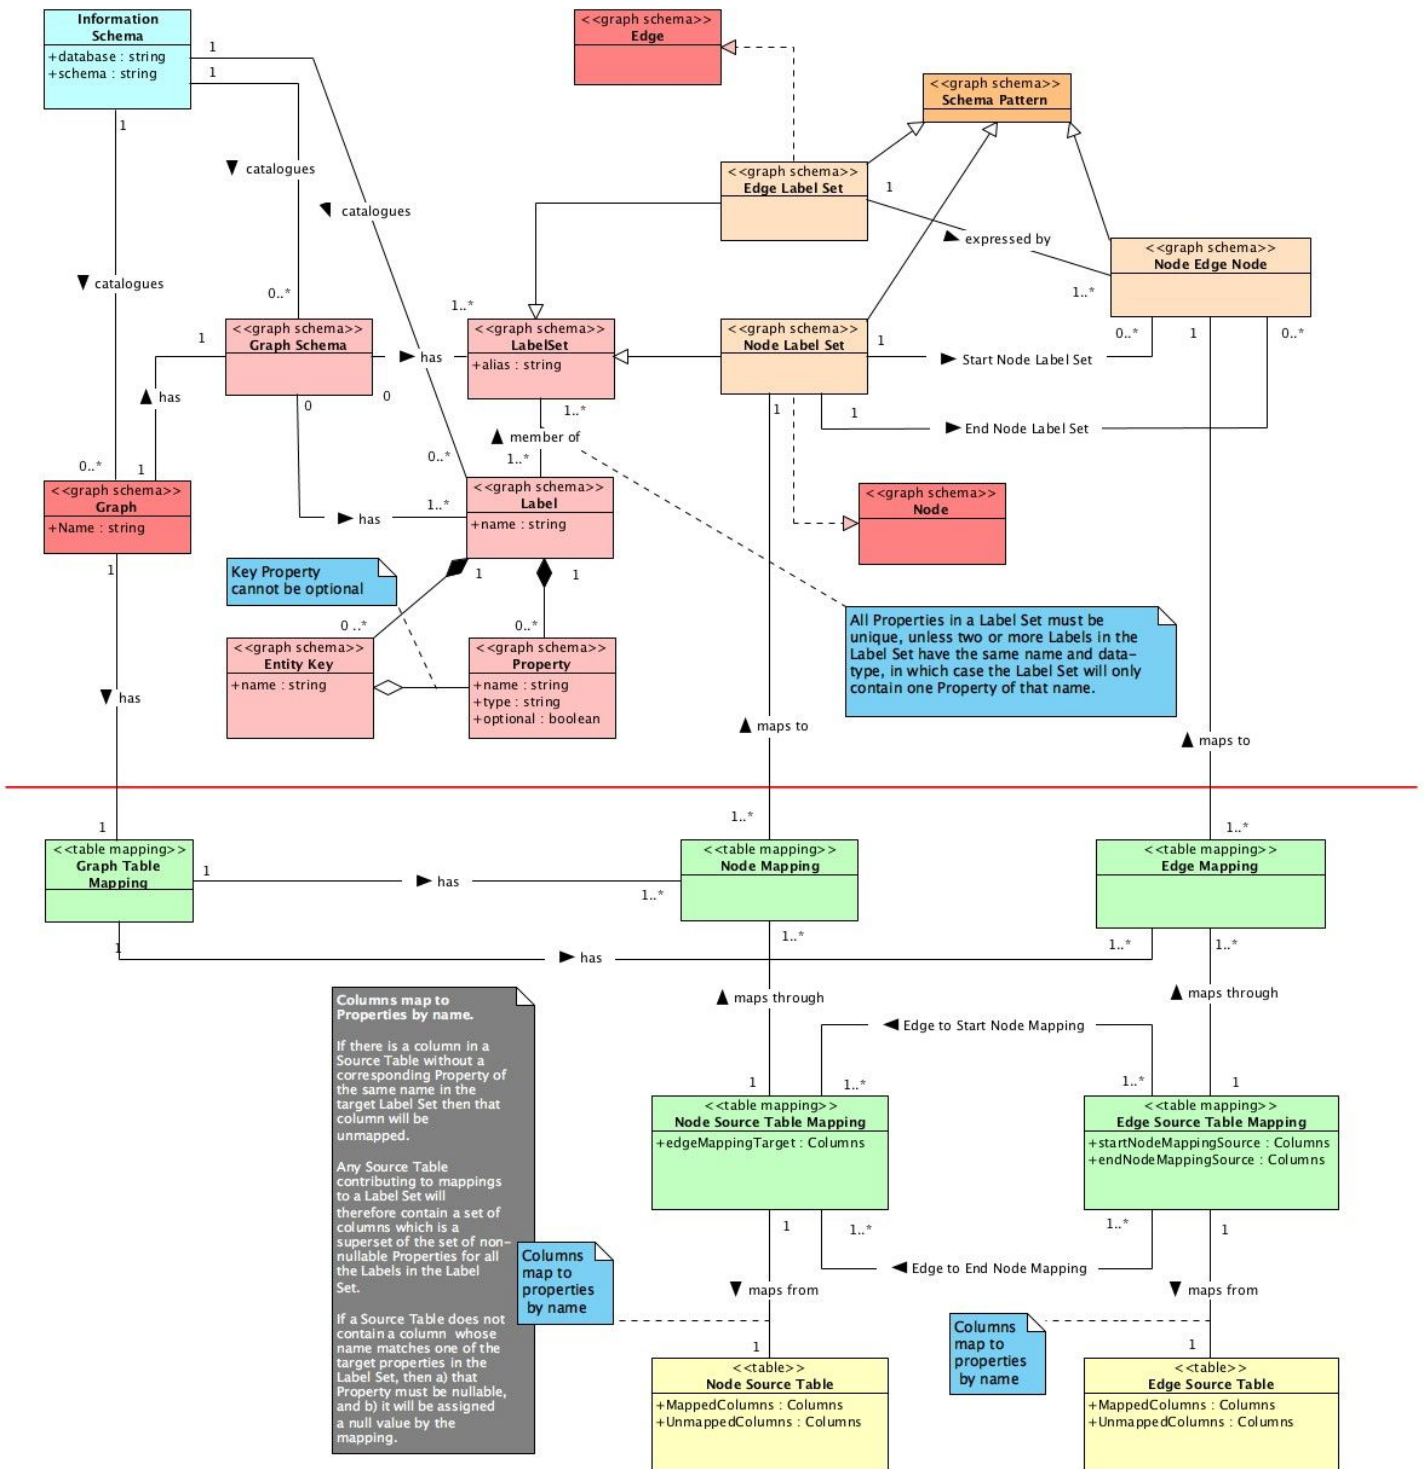 Information
Schema
+database : string
+schema : string
1
1
1
<<graph schema>>
Edge
<<graph schema>>
Schema Pattern
▼ catalogues
catalogues
▼ catalogues
<<graph schema>>
Edge Label Set
1
expressed by
<<graph schema>>
Node Edge Node
1..*
0..*
1
0..*
0..*
1..*
1
<<graph schema>>
Graph Schema
0
0
has
<<graph schema>>
LabelSet
+alias : string
1..*
<<graph schema>>
Node Label Set
1
Start Node Label Set
1
1
End Node Label Set
has
member of
1..*
0..*
0..*
1
<<graph schema>>
Graph
+Name : string
1
1..*
has
<<graph schema>>
Label
+name : string
1
1
<<graph schema>>
Node
Key Property
cannot be optional
0 ..*
0..*
<<graph schema>>
Entity Key
+name : string
<<graph schema>>
Property
+name : string
+type : string
+optional : boolean
All Properties in a Label Set must be
unique, unless two or more Labels in the
Label Set have the same name and data-
type, in which case the Label Set will only
contain one Property of that name.
has
maps to
maps to
1
1..*
1..*
<<table mapping>>
Graph Table
Mapping
1
has
1..*
<<table mapping>>
Node Mapping
<<table mapping>>
Edge Mapping
1
has
1..*
1..*
1..*
maps through
maps through
Edge to Start Node Mapping
1
1..*
1..*
1
Columns map to
Properties by name.
If there is a column in a
Source Table without a
corresponding Property of
the same name in the
target Label Set then that
column will be
unmapped.
Any Source Table
contributing to mappings
to a Label Set will
therefore contain a set of
columns which is a
superset of the set of non-
nullable Properties for all
the Labels in the Label
Set.
If a Source Table does not
contain a column whose
name matches one of the
target properties in the
Label Set, then a) that
Property must be nullable,
and b) it will be assigned
a null value by the
mapping.
<<table mapping>>
Node Source Table Mapping
+edgeMappingTarget : Columns
<<table mapping>>
Edge Source Table Mapping
+startNodeMappingSource : Columns
+endNodeMappingSource : Columns
1
1..*
1..*
1
Edge to End Node Mapping
Columns
map to
properties
by name
maps from
maps from
Columns
map to
properties
by name
1
1
<<table>>
Node Source Table
+MappedColumns : Columns
+UnmappedColumns : Columns
<<table>>
Edge Source Table
+MappedColumns : Columns
+UnmappedColumns : Columns